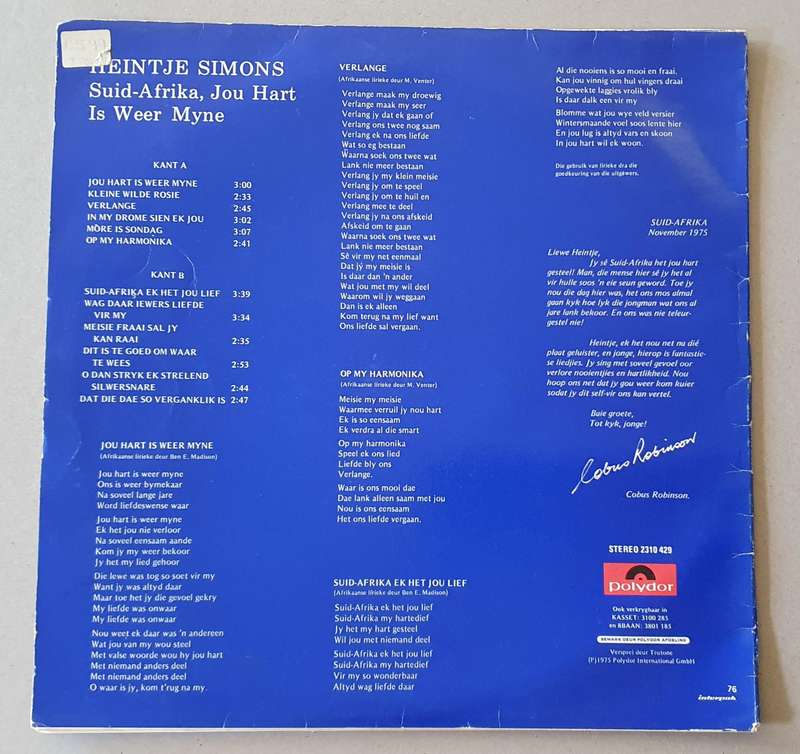 HEINTJE SIMONS
Suid-Afrika, Jou Hart
Is Weer Myne
KANT A
JOU HART IS WEER MYNE 3:00
KLEINE WILDE ROSIE 2:33
VERLANGE 2:45
IN MY DROME SIEN EK JOU 3:02
MÔRE IS SONDAG 3:07
OP MY HARMONIKA 2:41
KANT B
SUID-AFRIKA EK HET JOU LIEF 3:39
WAG DAAR IEWERS LIEFDE
VIR MY 3:34
MEISIE FRAAI SAL JY
KAN RAAI 2:35
DIT IS TE GOED OM WAAR
TE WEES 2:53
O DAN STRYK EK STRELEND
SILWERSNARE 2:44
DAT DIE DAE SO VERGANKLIK IS 2:47
JOU HART IS WEER MYNE
(Afrikaanse lirieke deur Ben E. Madison)
Jou hart is weer myne
Ons is weer bymekaar
Na soveel lange jare
Word liefdeswense waar
Jou hart is weer myne
Ek het jou nie verloor
Na soveel eensaam aande
Kom jy my weer bekoor
Jy het my lied gehoor
Die lewe was tog so soet vir my
Want jy was altyd daar
Maar toe het jy die gevoel gekry
My liefde was onwaar
My liefde was onwaar
Nou weet ek daar was 'n andereen
Wat jou van my wou steel
Met valse woorde wou hy jou hart
Met niemand anders deel
Met niemand anders deel
O waar is jy, kom t'rug na my.
VERLANGE
(Afrikaanse lirieke deur M. Venter)
Verlange maak my droewig
Verlange maak my seer
Verlang jy dat ek gaan of
Verlang ons twee nog saam
Verlang ek na ons liefde
Wat so eg bestaan
Waarna soek ons twee wat
Lank nie meer bestaan
Verlang jy my klein meisie
Verlang jy om te speel
Verlang jy om te huil en
Verlang mee te deel
Verlang jy na ons afskeid
Afskeid om te gaan
Waarna soek ons twee wat
Lank nie meer bestaan
Sê vir my net eenmaal
Dat jý my meisie is
Is daar dan 'n ander
Wat jou met my wil deel
Waarom wil jy weggaan
Dan is ek alleen
Kom terug na my lief want
Ons liefde sal vergaan.
OP MY HARMONIKA
(Afrikaanse lirieke deur M. Venter)
Meisie my meisie
Waarmee verruil jy nou hart
Ek is so eensaam
Ek verdra al die smart
Op my harmonika
Speel ek ons lied
Liefde bly ons
Verlange.
Waar is ons mooi dae
Dae lank alleen saam met jou
Nou is ons eensaam
Het ons liefde vergaan.
SUID-AFRIKA EK HET JOU LIEF
(Afrikaanse lirieke deur Ben E. Madison)
Suid-Afrika ek het jou lief
Suid-Afrika my hartedief
Jy het my hart gesteel
Wil jou met niemand deel
Suid-Afrika ek het jou lief
Suid-Afrika my hartedief
Vir my so wonderbaar
Altyd wag liefde daar
Al die nooiens is so mooi en fraai,
Kan jou vinnig om hul vingers draai
Opgewekte laggies vrolik bly
Is daar dalk een vir my
Blomme wat jou wye veld versier
Wintersmaande voel soos lente hier
En jou lug is altyd vars en skoon
In jou hart wil ek woon.
Die gebruik van lirieke dra die
goedkeuring van die uitgewers.
SUID-AFRIKA
November 1975
Liewe Heintje,
Jy sê Suid-Afrika het jou hart
gesteel! Man, die mense hier sê jy het al
vir hulle soos 'n eie seun geword. Toe jy
nou die dag hier was, het ons mos almal
gaan kyk hoe lyk die jongman wat ons al
jare lank bekoor. En ons was nie teleur-
gestel nie!
Heintje, ek het nou net na dié
plaat geluister, en jonge, hierop is fantastie-
se liedjies. Jy sing met soveel gevoel oor
verlore nooientjies en hartlikheid. Nou
hoop ons net dat jy gou weer kom kuier
sodat jy dit self-vir ons kan vertel.
Baie groete,
Tot kyk, jonge!
Cobus Robinson
Cobus Robinson.
STEREO 2310 429
Polydor
Ook verkrygbaar in
KASSET: 3100 285
en 8BAAN: 3801 185
BEMARK DEUR POLYDOR AFDELING
Versprei deur Trutone
(P)1975 Polydor International GmbH
76
interpak